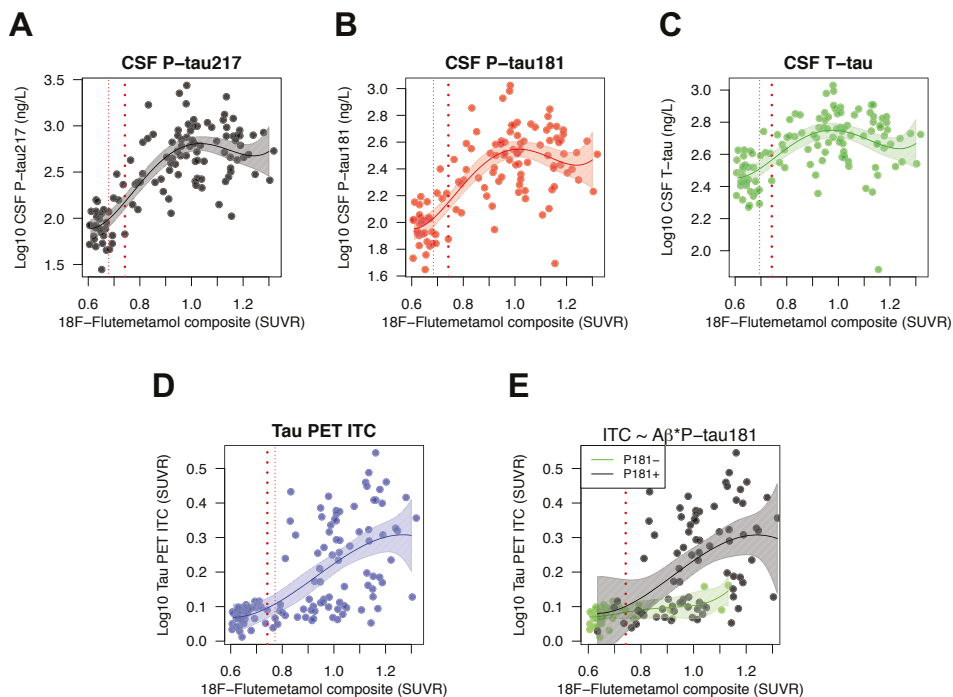 A
CSF P−tau217
Log10 CSF P−tau217 (ng/L)
3.5
3.0
2.5
2.0
1.5
0.6 0.8 1.0 1.2
18F−Flutemetamol composite (SUVR)
B
CSF P−tau181
Log10 CSF P−tau181 (ng/L)
3.0
2.8
2.6
2.4
2.2
2.0
1.8
1.6
0.6 0.8 1.0 1.2
18F−Flutemetamol composite (SUVR)
C
CSF T−tau
Log10 CSF T−tau (ng/L)
3.0
2.8
2.6
2.4
2.2
2.0
0.6 0.8 1.0 1.2
18F−Flutemetamol composite (SUVR)
D
Tau PET ITC
Log10 Tau PET ITC (SUVR)
0.5
0.4
0.3
0.2
0.1
0.0
0.6 0.8 1.0 1.2
18F−Flutemetamol composite (SUVR)
E
ITC ~ Aβ*P−tau181
P181−
P181+
Log10 Tau PET ITC (SUVR)
0.5
0.4
0.3
0.2
0.1
0.0
0.6 0.8 1.0 1.2
18F−Flutemetamol composite (SUVR)